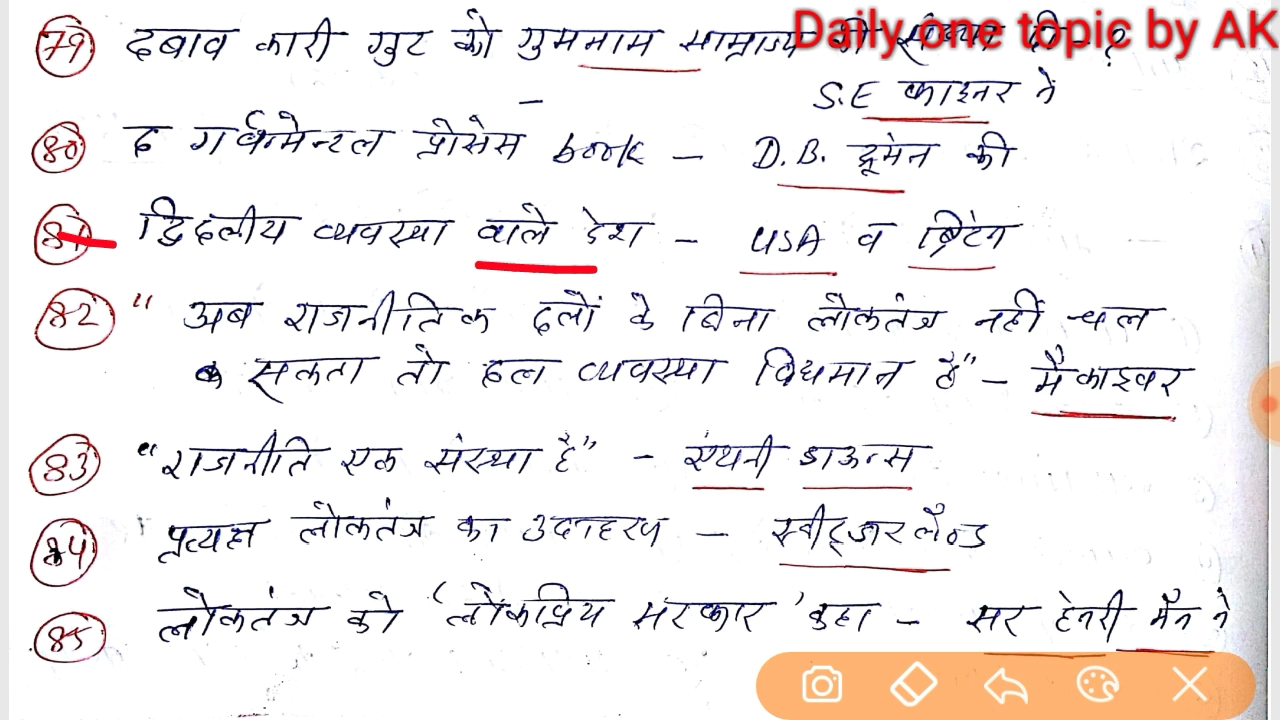 79 दबाव कारी गुट को गुमनाम साम्राज्य की दी - ?
Daily one topic by AK
- S.E फाइनर ने
80 द गर्वन्मेन्टल प्रोसेस book - D.B. ट्रूमेन की
81 द्विदलीय व्यवस्था वाले देश - USA व ब्रिटेन
82 " अब राजनीतिक दलों के बिना लौकतंत्र नहीं चल
सकता तो दल व्यवस्था विधमान है" - मैकाइवर
83 "राजनीति एक संस्था है" - एंथनी डाऊन्स
84 प्रत्यक्ष लौकतंत्र का उदाहरण - स्वीट्जरलैण्ड
85 लौकतंत्र को 'लोकप्रिय सरकार' कहा - सर हेनरी मैन ने